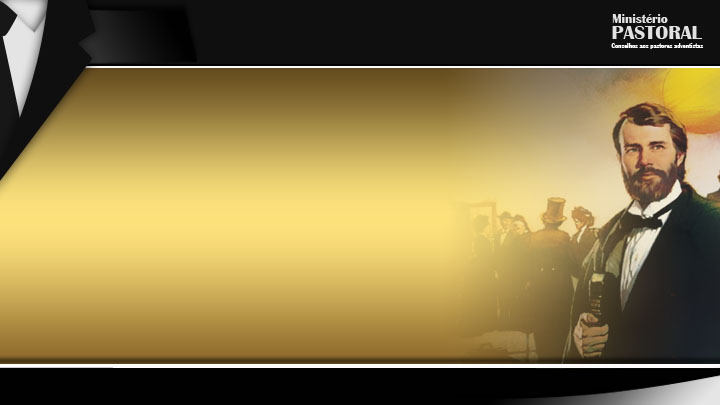 Ministério
PASTORAL
Conselhos aos pastores adventistas